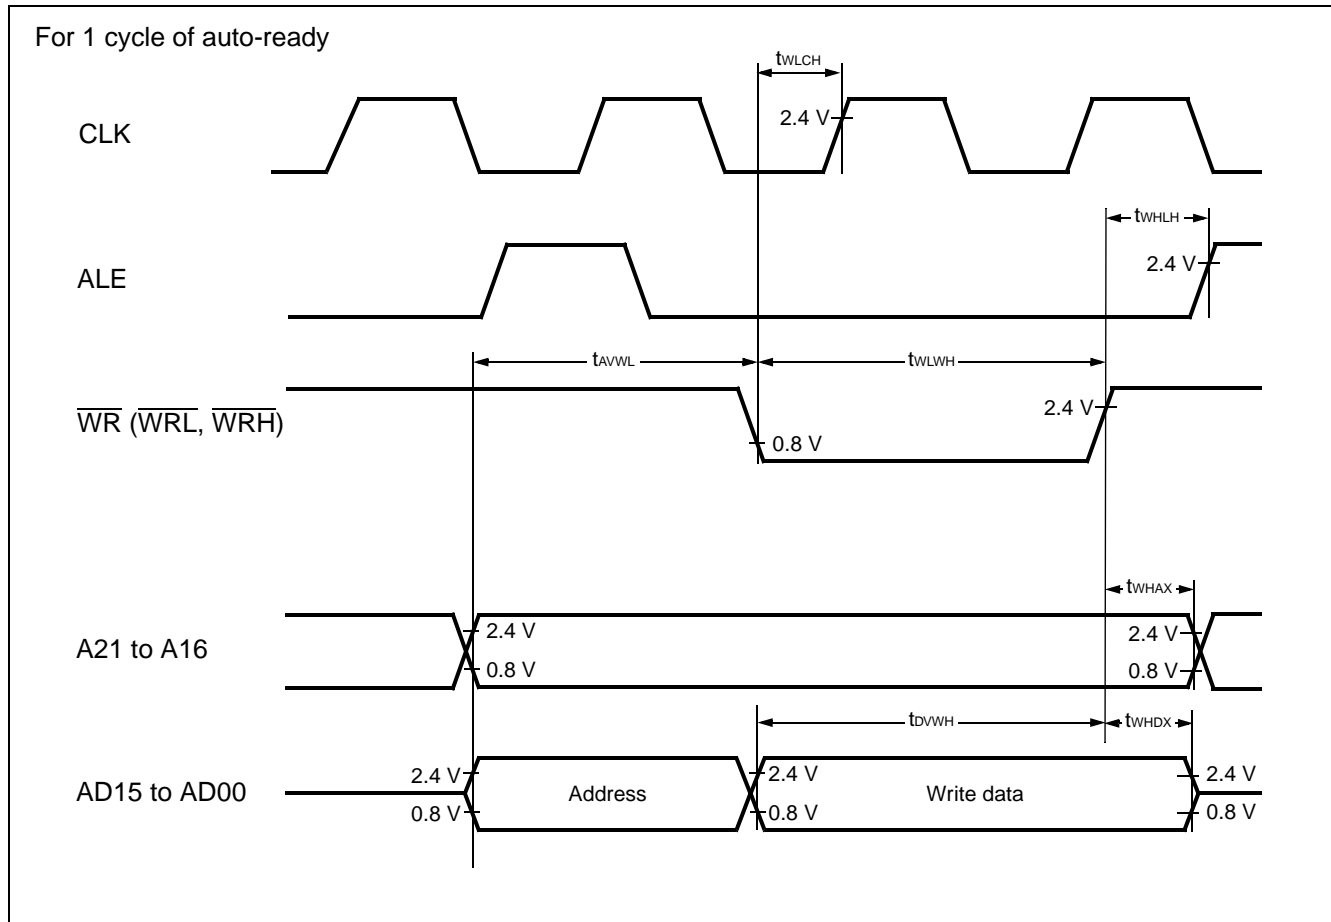 For 1 cycle of auto-ready
tWLCH
2.4 V
CLK
tWHLH
2.4 V
ALE
tAVWL
tWLWH
2.4 V
WR (WRL, WRH)
0.8 V
tWHAX
2.4 V
2.4 V
A21 to A16
0.8 V
0.8 V
tDVWH
tWHDX
2.4 V
2.4 V
2.4 V
AD15 to AD00
Address
Write data
0.8 V
0.8 V
0.8 V